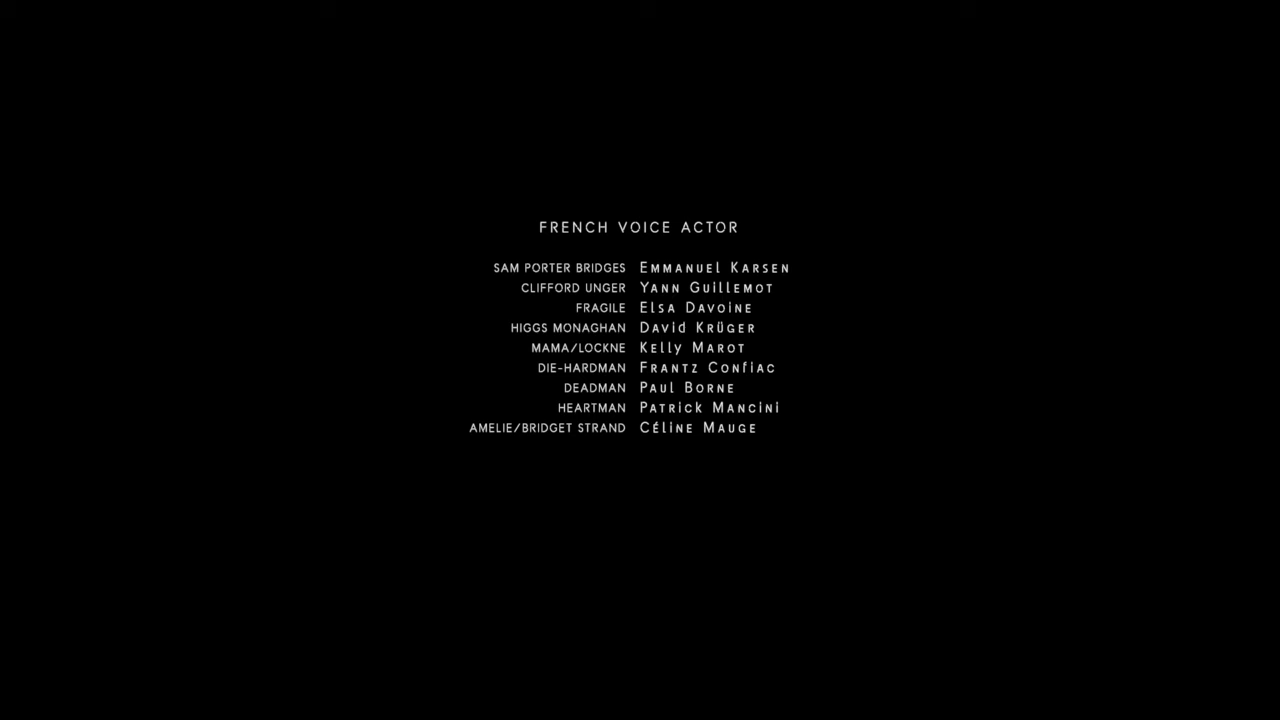 FRENCH VOICE ACTOR
SAM PORTER BRIDGES Emmanuel Karsen
CLIFFORD UNGER Yann Guillemot
FRAGILE Elsa Davoine
HIGGS MONAGHAN David Krüger
MAMA/LOCKNE Kelly Marot
DIE-HARDMAN Frantz Confiac
DEADMAN Paul Borne
HEARTMAN Patrick Mancini
AMELIE/BRIDGET STRAND Céline Mauge